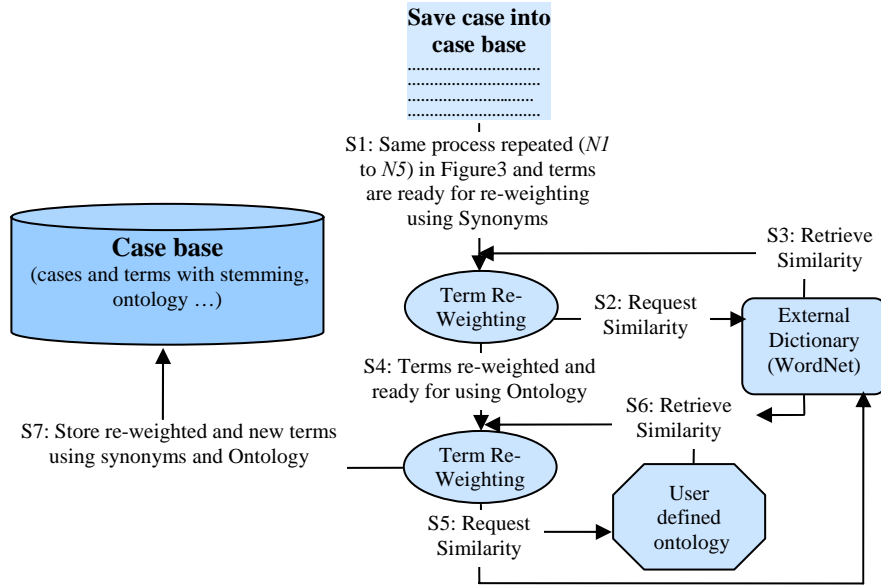 Save case into
case base
................................
................................
................................
................................
S1: Same process repeated (N1
to N5) in Figure3 and terms
are ready for re-weighting
using Synonyms
Case base
(cases and terms with stemming,
ontology …)
S3: Retrieve
Similarity
Term Re-
Weighting
S2: Request
Similarity
External
Dictionary
(WordNet)
S4: Terms re-weighted and
ready for using Ontology
S6: Retrieve
Similarity
S7: Store re-weighted and new terms
using synonyms and Ontology
Term Re-
Weighting
User
defined
ontology
S5: Request
Similarity